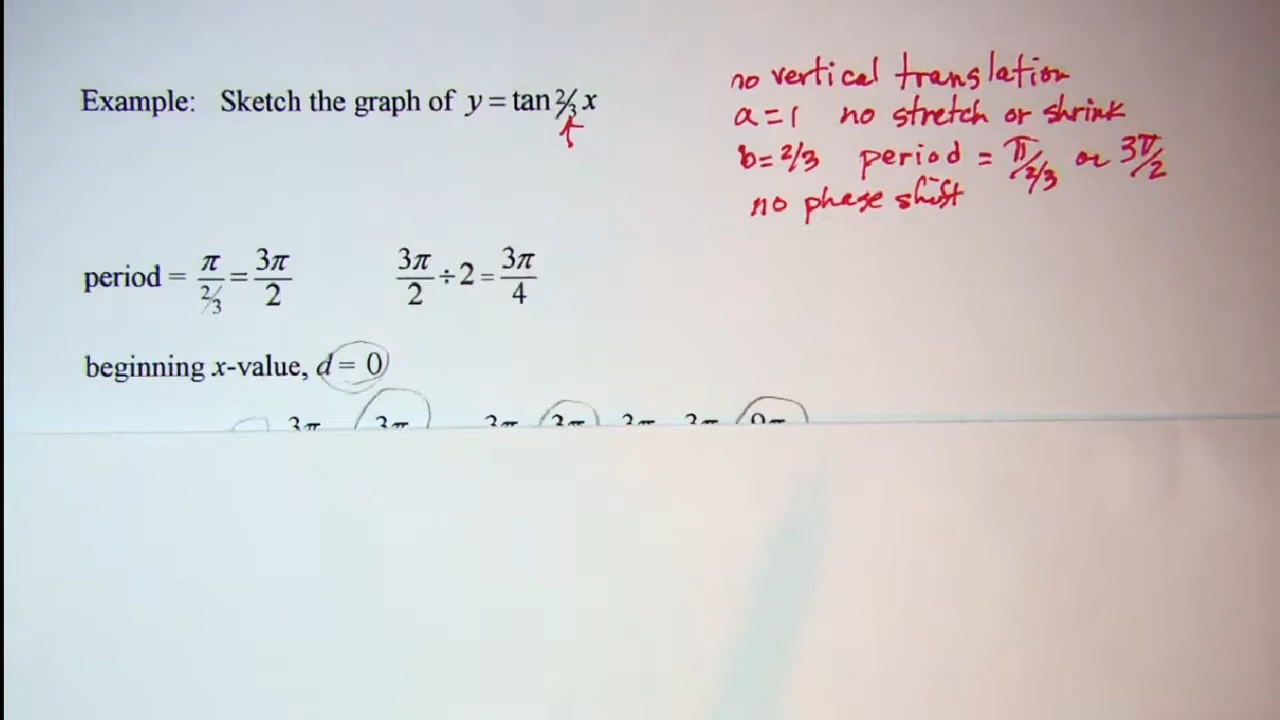 Example: Sketch the graph of y = tan 2/3 x
no vertical translation
a = 1 no stretch or shrink
b = 2/3 period = π/2/3 or 3π/2
no phase shift
period = π/2/3 = 3π/2 3π/2 ÷ 2 = 3π/4
beginning x-value, d = 0